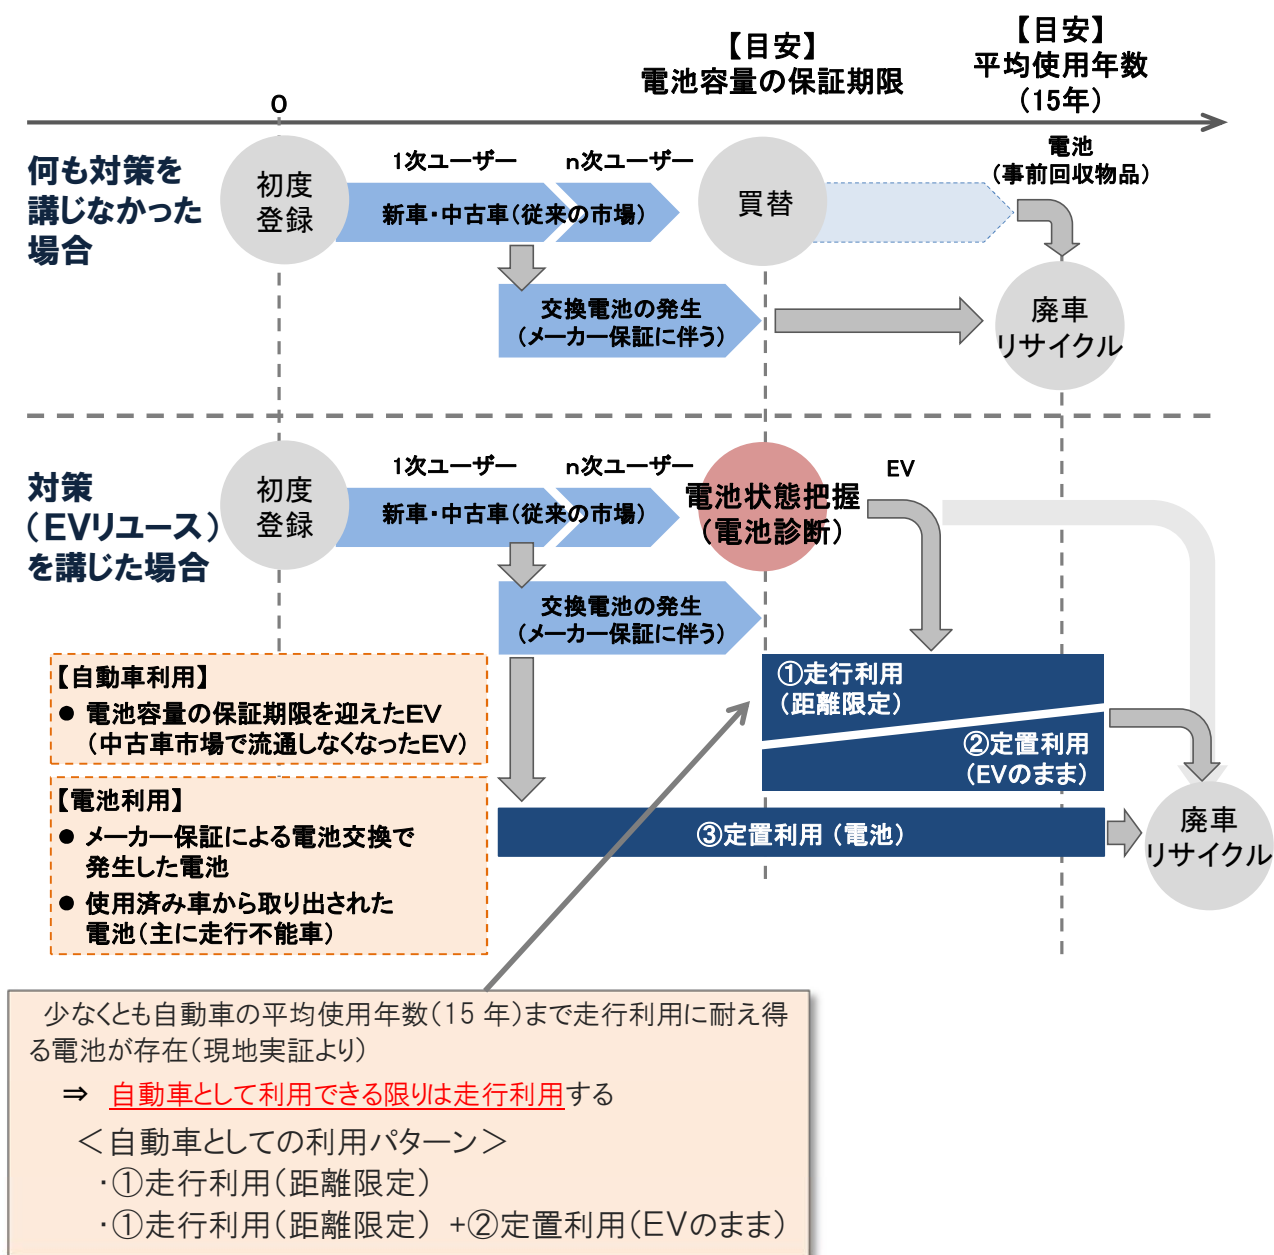 【目安】
電池容量の保証期限
【目安】
平均使用年数
(15年)
0
何も対策を
講じなかった
場合
初度
登録
1次ユーザー
n次ユーザー
新車・中古車(従来の市場)
買替
電池
(事前回収物品)
交換電池の発生
(メーカー保証に伴う)
廃車
リサイクル
対策
(EVリユース)
を講じた場合
初度
登録
1次ユーザー
n次ユーザー
新車・中古車(従来の市場)
電池状態把握
(電池診断)
EV
交換電池の発生
(メーカー保証に伴う)
【自動車利用】
● 電池容量の保証期限を迎えたEV
(中古車市場で流通しなくなったEV)
①走行利用
(距離限定)
②定置利用
(EVのまま)
【電池利用】
● メーカー保証による電池交換で
発生した電池
● 使用済み車から取り出された
電池(主に走行不能車)
③定置利用(電池)
廃車
リサイクル
少なくとも自動車の平均使用年数(15 年)まで走行利用に耐え得
る電池が存在(現地実証より)
⇒ 自動車として利用できる限りは走行利用する
<自動車としての利用パターン>
・①走行利用(距離限定)
・①走行利用(距離限定) +②定置利用(EVのまま)